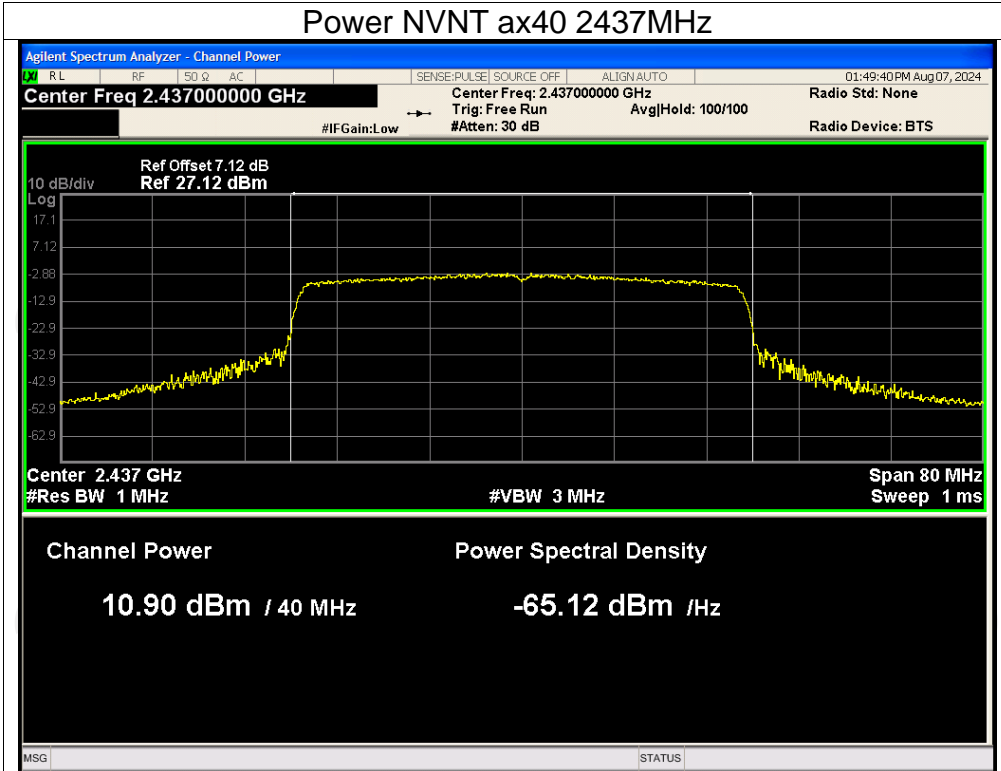 Power NVNT ax40 2437MHz
Agilent Spectrum Analyzer - Channel Power
LXI RL RF 50 Ω AC SENSE:PULSE SOURCE OFF ALIGN AUTO 01:49:40 PM Aug 07, 2024
Center Freq 2.437000000 GHz Center Freq: 2.437000000 GHz Radio Std: None
Trig: Free Run Avg|Hold: 100/100
#IFGain:Low #Atten: 30 dB Radio Device: BTS
Ref Offset 7.12 dB
10 dB/div Ref 27.12 dBm
Log
17.1
7.12
-2.88
-12.9
-22.9
-32.9
-42.9
-52.9
-62.9
Center 2.437 GHz Span 80 MHz
#Res BW 1 MHz #VBW 3 MHz Sweep 1 ms
Channel Power Power Spectral Density
10.90 dBm / 40 MHz -65.12 dBm /Hz
MSG STATUS